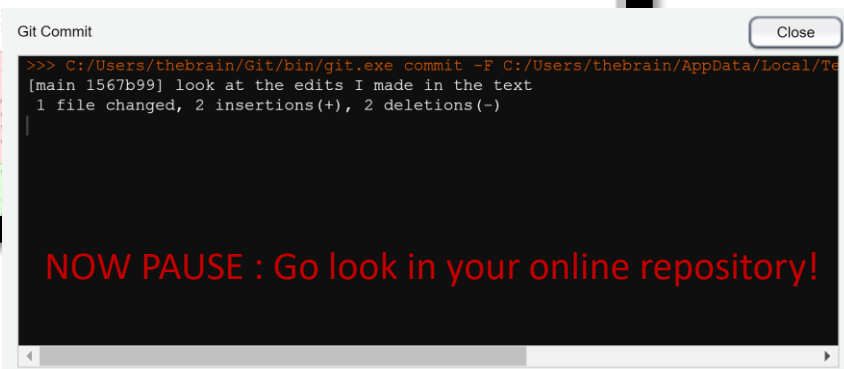 Git Commit
Close
>>> C:/Users/thebrain/Git/bin/git.exe commit -F C:/Users/thebrain/AppData/Local/Te
[main 1567b99] look at the edits I made in the text
1 file changed, 2 insertions(+), 2 deletions(-)
NOW PAUSE : Go look in your online repository!